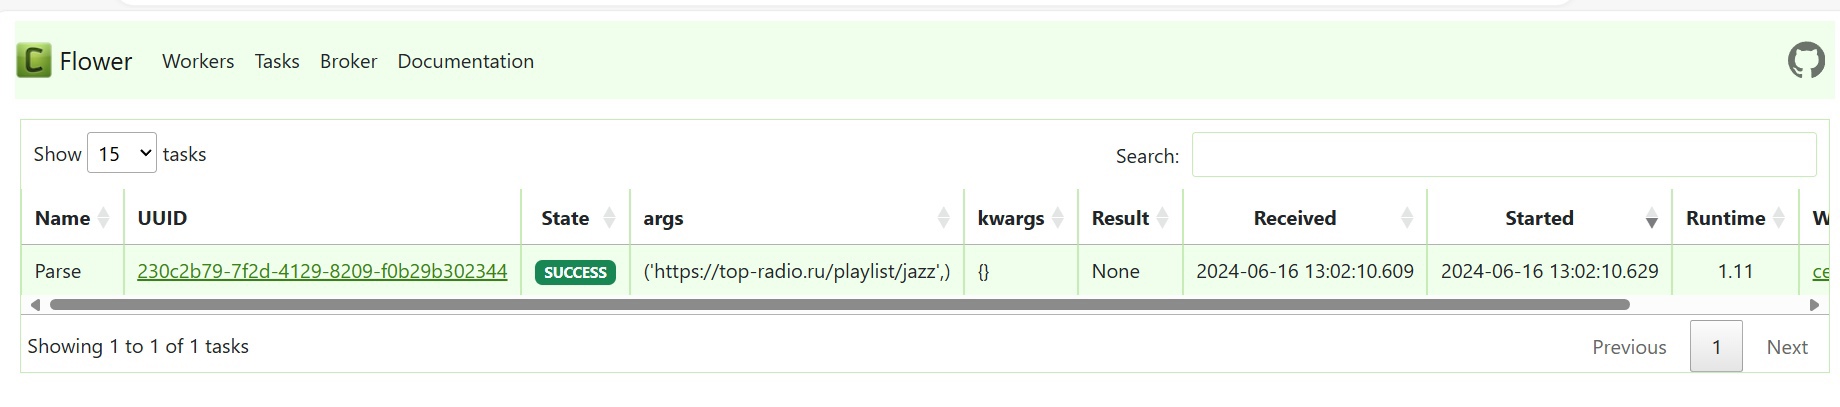 C Flower Workers Tasks Broker Documentation
Show 15 tasks Search:
Name UUID State args kwargs Result Received Started Runtime W
Parse 230c2b79-7f2d-4129-8209-f0b29b302344 SUCCESS ('https://top-radio.ru/playlist/jazz',) {} None 2024-06-16 13:02:10.609 2024-06-16 13:02:10.629 1.11 ce
Showing 1 to 1 of 1 tasks Previous 1 Next